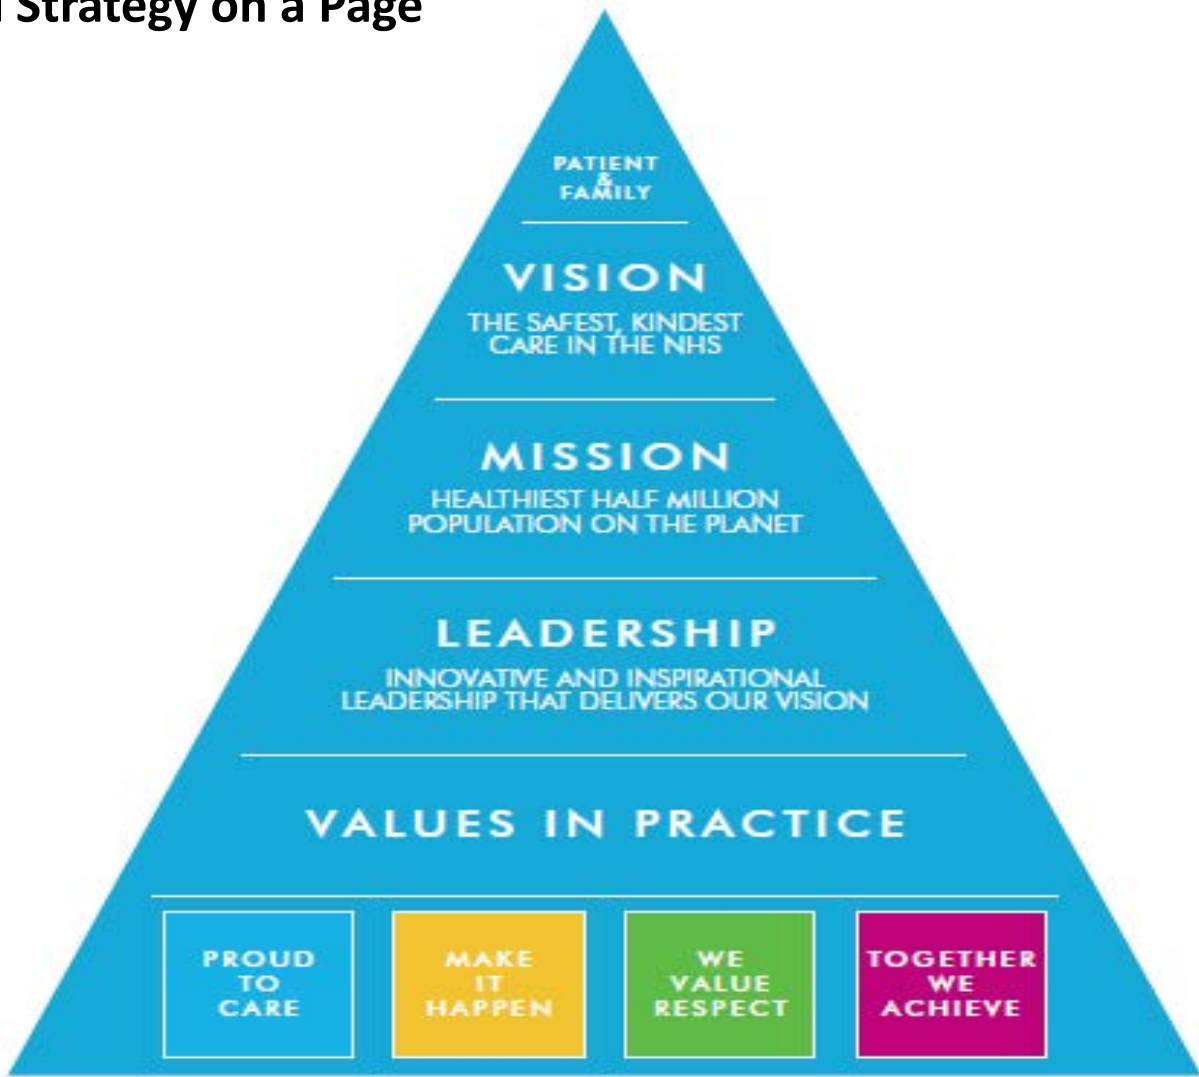 Strategy on a Page
PATIENT
&
FAMILY
VISION
THE SAFEST, KINDEST
CARE IN THE NHS
MISSION
HEALTHIEST HALF MILLION
POPULATION ON THE PLANET
LEADERSHIP
INNOVATIVE AND INSPIRATIONAL
LEADERSHIP THAT DELIVERS OUR VISION
VALUES IN PRACTICE
PROUD
TO
CARE
MAKE
IT
HAPPEN
WE
VALUE
RESPECT
TOGETHER
WE
ACHIEVE